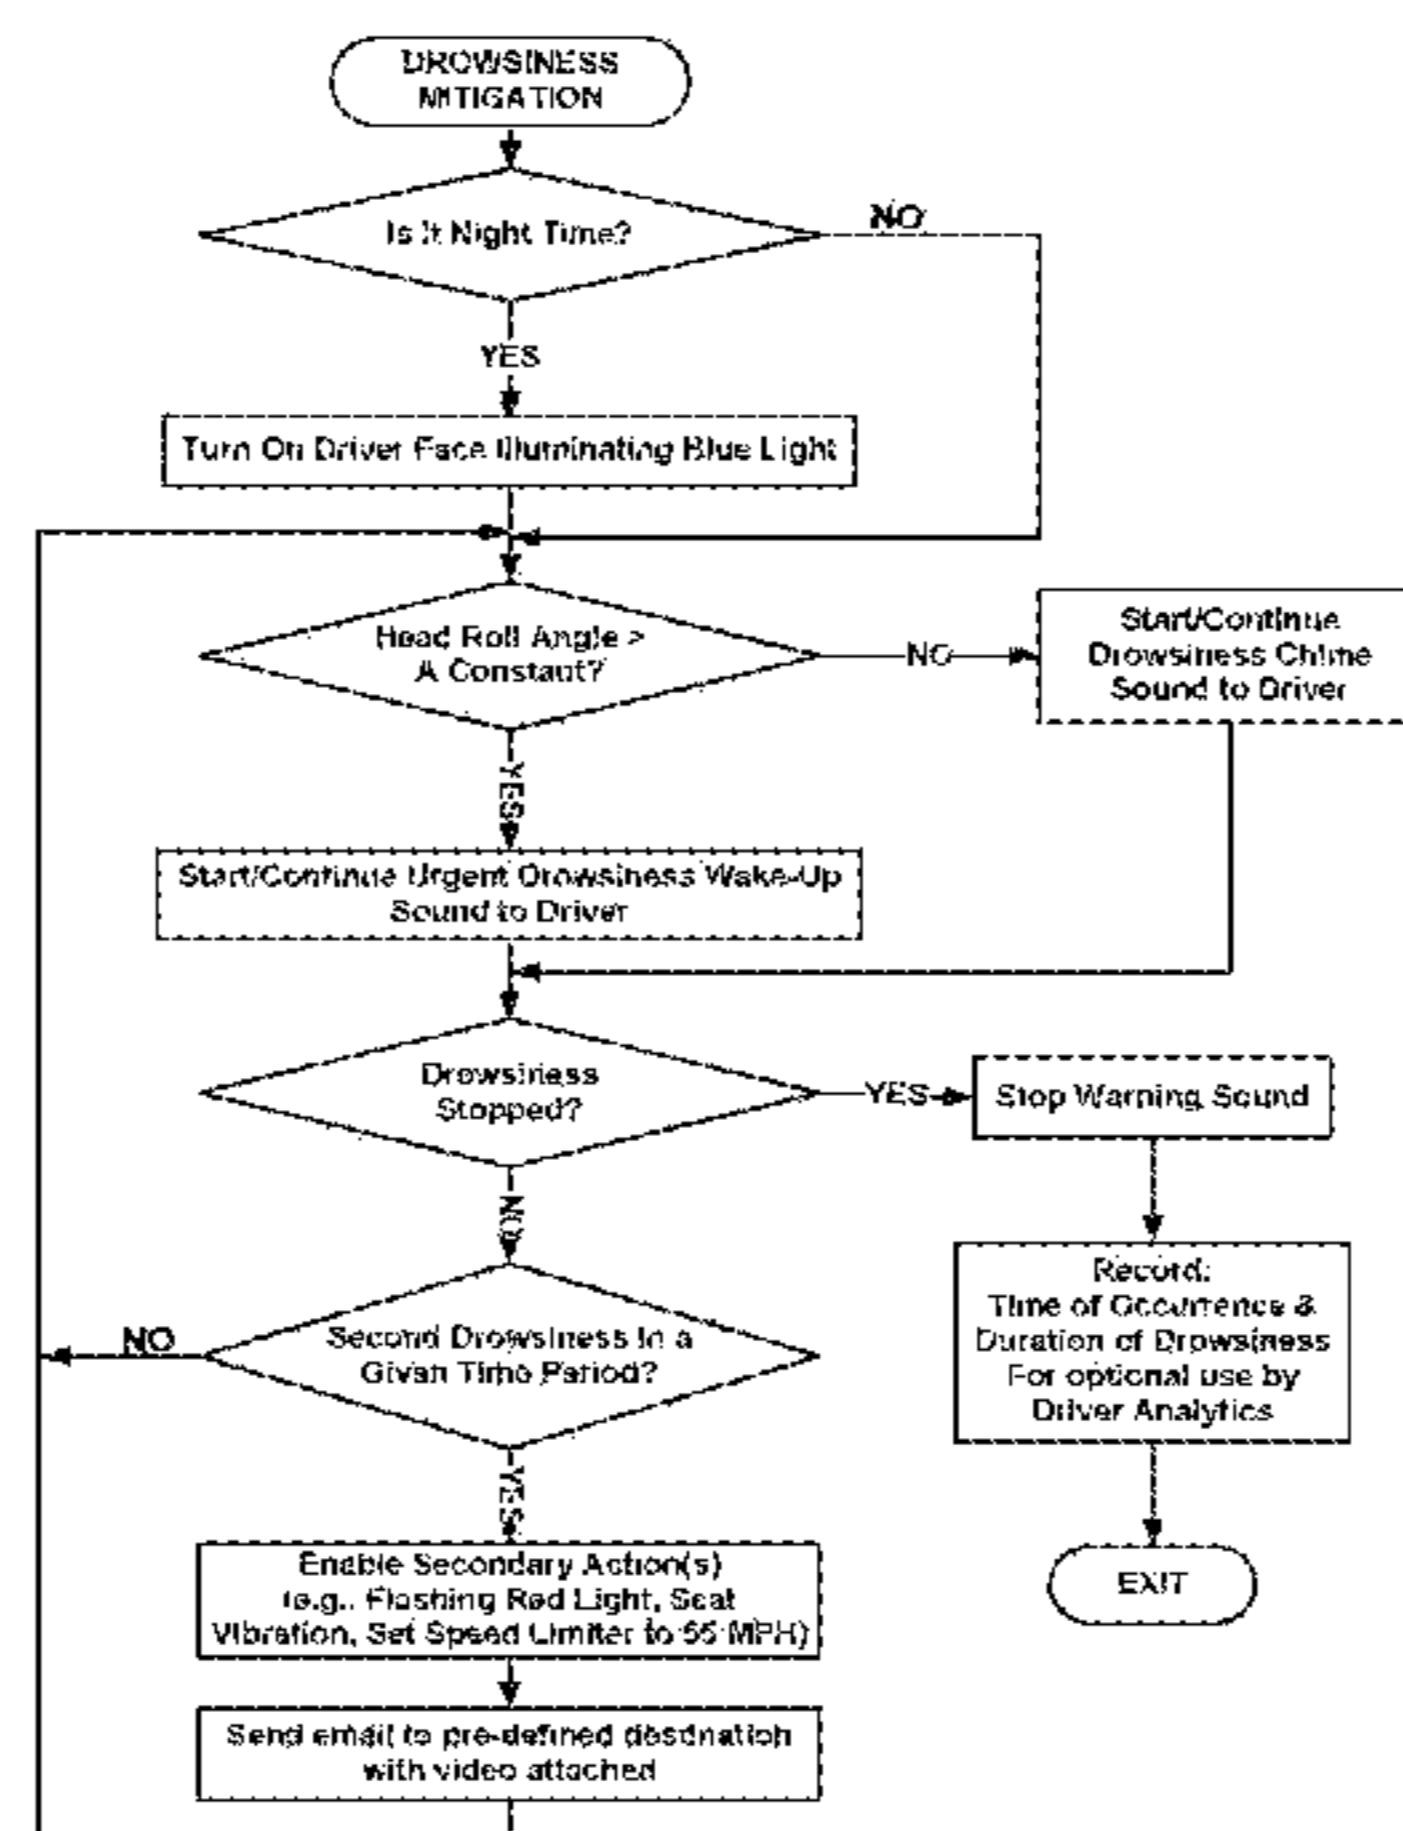 DROWSINESS
MITIGATION
Is It Night Time?
NO
YES
Turn On Driver Face Illuminating Blue Light
Head Roll Angle >
A Constant?
NO
Start/Continue
Drowsiness Chime
Sound to Driver
YES
Start/Continue Urgent Drowsiness Wake-Up
Sound to Driver
Drowsiness
Stopped?
YES
Stop Warning Sound
NO
Record:
Time of Occurrence &
Duration of Drowsiness
For optional use by
Driver Analytics
Second Drowsiness in a
Given Time Period?
NO
YES
Enable Secondary Action(s)
(e.g., Flashing Red Light, Seat
Vibration, Set Speed Limiter to 55 MPH)
EXIT
Send email to pre-defined destination
with video attached